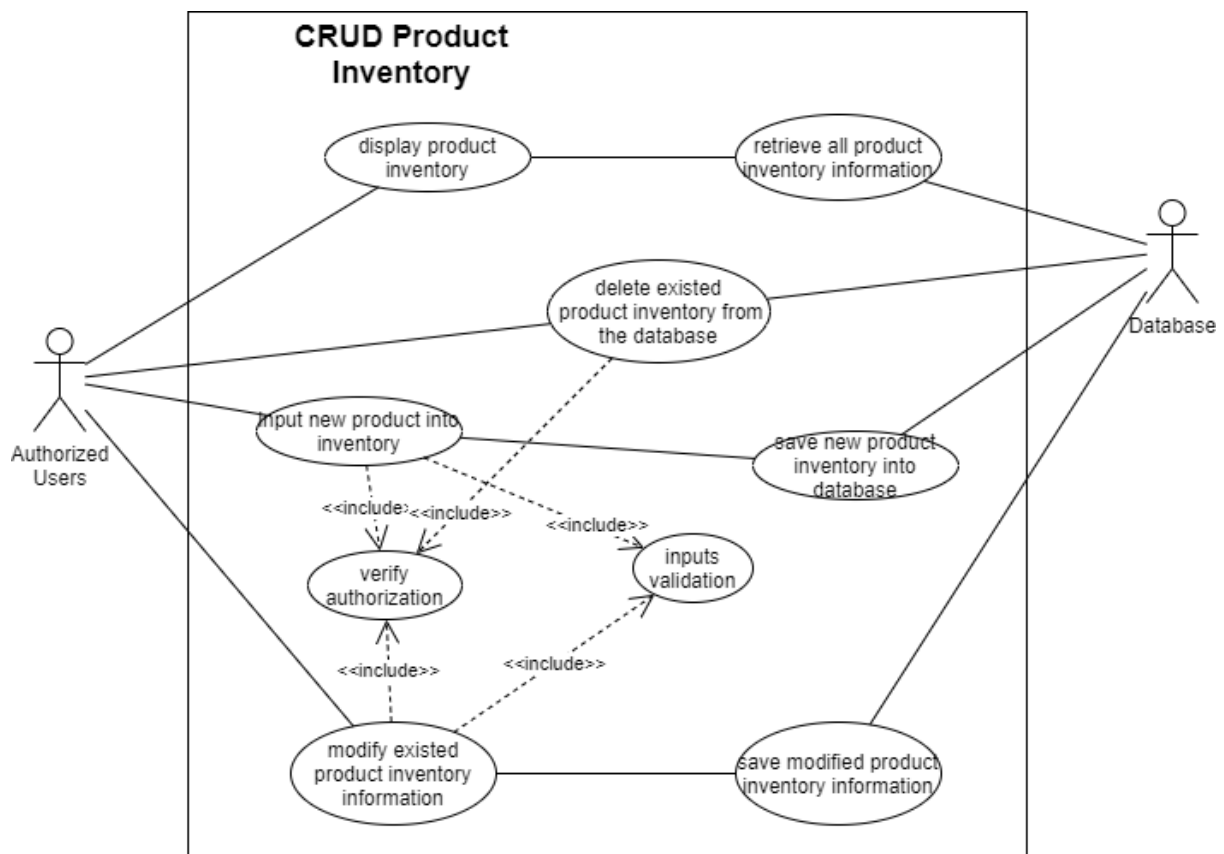 CRUD Product
Inventory
display product
inventory
retrieve all product
inventory information
delete existed
product inventory from
the database
Database
Authorized
Users
input new product into
inventory
save new product
inventory into
database
<<include>>
<<include>>
<<include>>
verify
authorization
inputs
validation
<<include>>
<<include>>
modify existed
product inventory
information
save modified product
inventory information